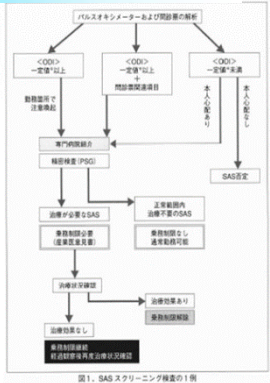 パルスオキシメーターおよび問診票の解析
<ODI>
一定値*以上
<ODI>
一定値*以上
+
問診票関連項目
<ODI>
一定値*未満
勤務箇所で
注意喚起
本人心配あり
本人心配なし
専門病院紹介
精密検査(PSG)
SAS否定
治療が必要なSAS
正常範囲内
治療不要のSAS
乗務制限必要
(産業医意見書)
乗務制限なし
通常勤務可能
治療状況確認
治療効果あり
乗務制限解除
治療効果なし
乗務制限継続
経過観察後再度治療状況確認
図1. SASスクリーニング検査の1例